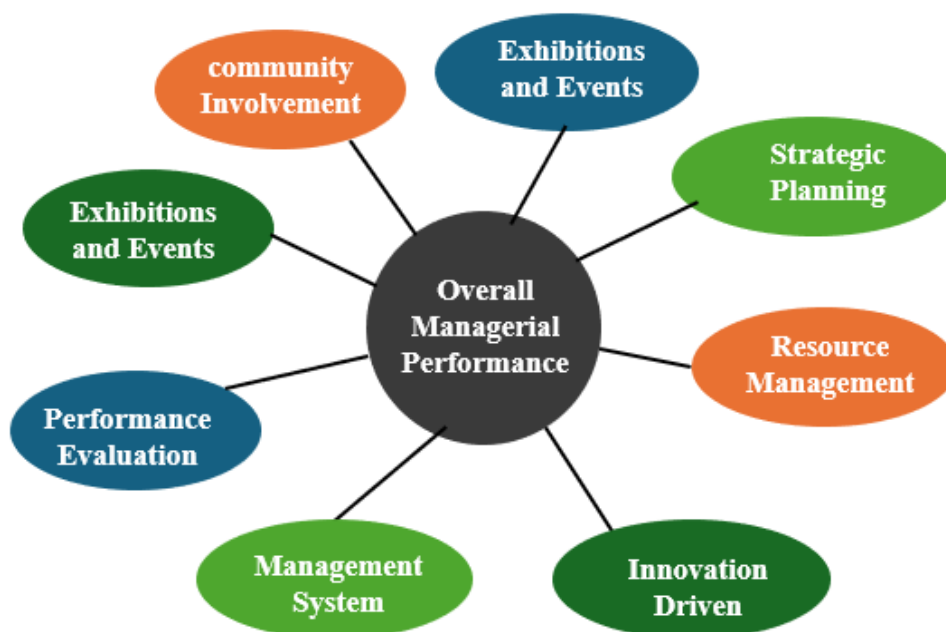 community
Involvement
Exhibitions
and Events
Strategic
Planning
Exhibitions
and Events
Overall
Managerial
Performance
Resource
Management
Performance
Evaluation
Management
System
Innovation
Driven